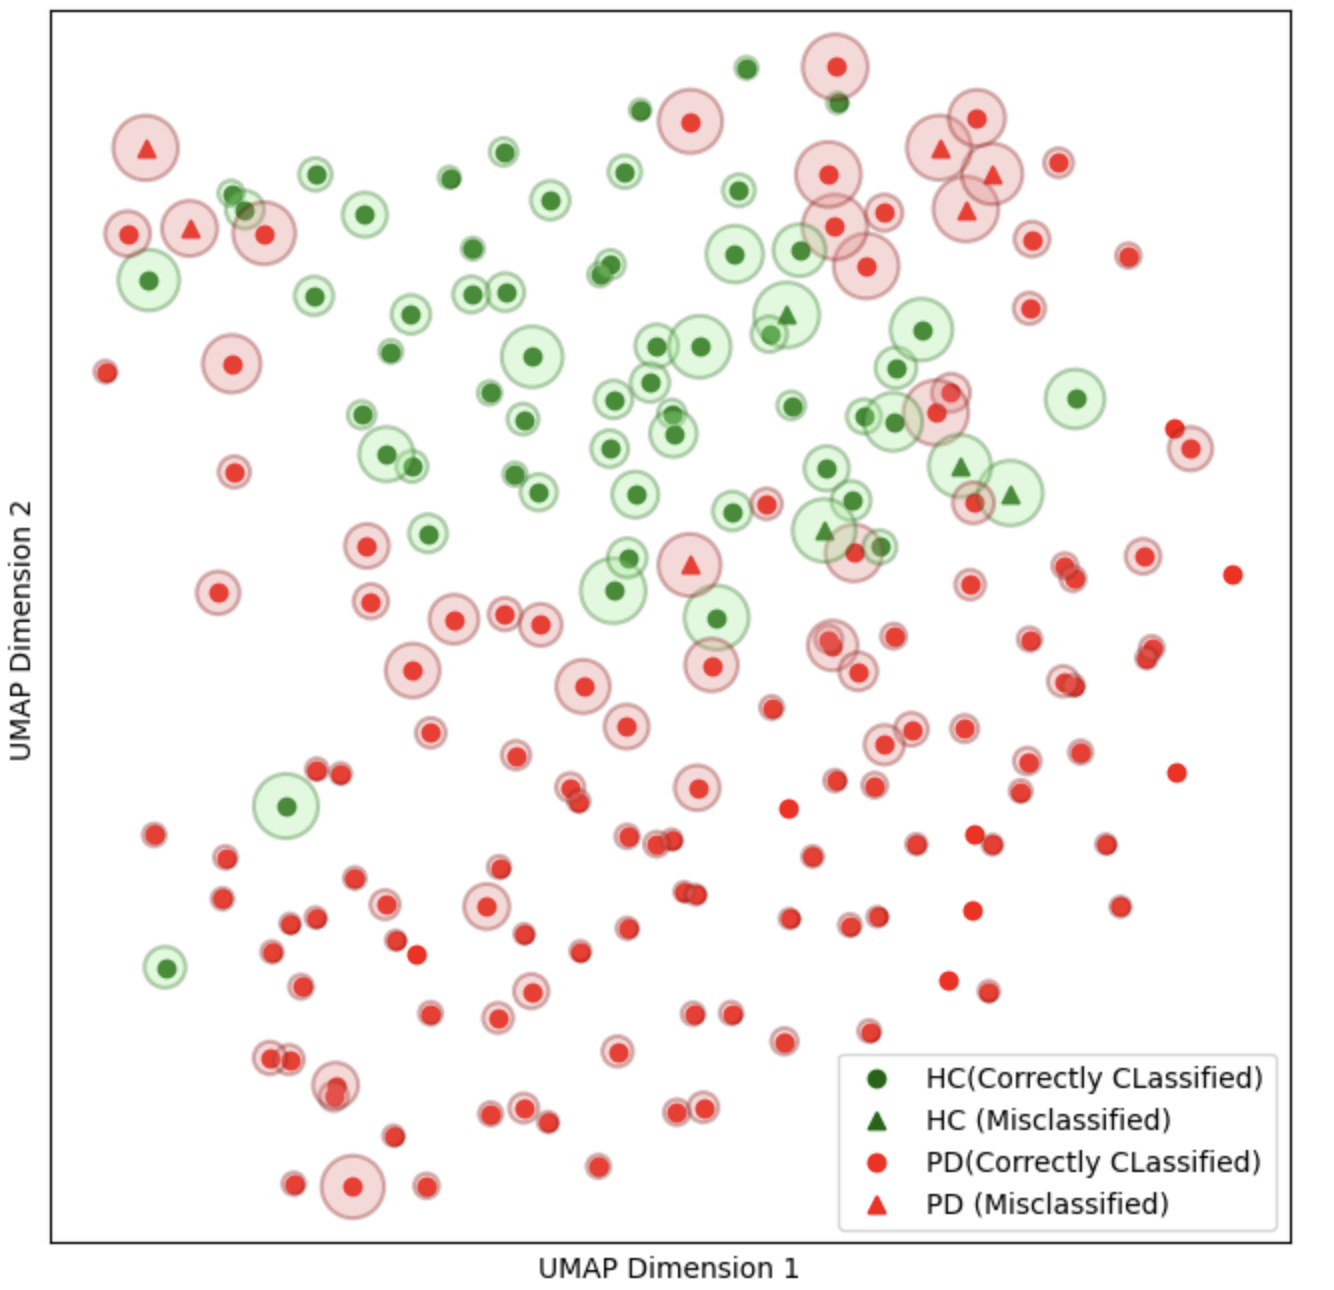 UMAP Dimension 2
HC(Correctly CLassified)
HC (Misclassified)
PD(Correctly CLassified)
PD (Misclassified)
UMAP Dimension 1